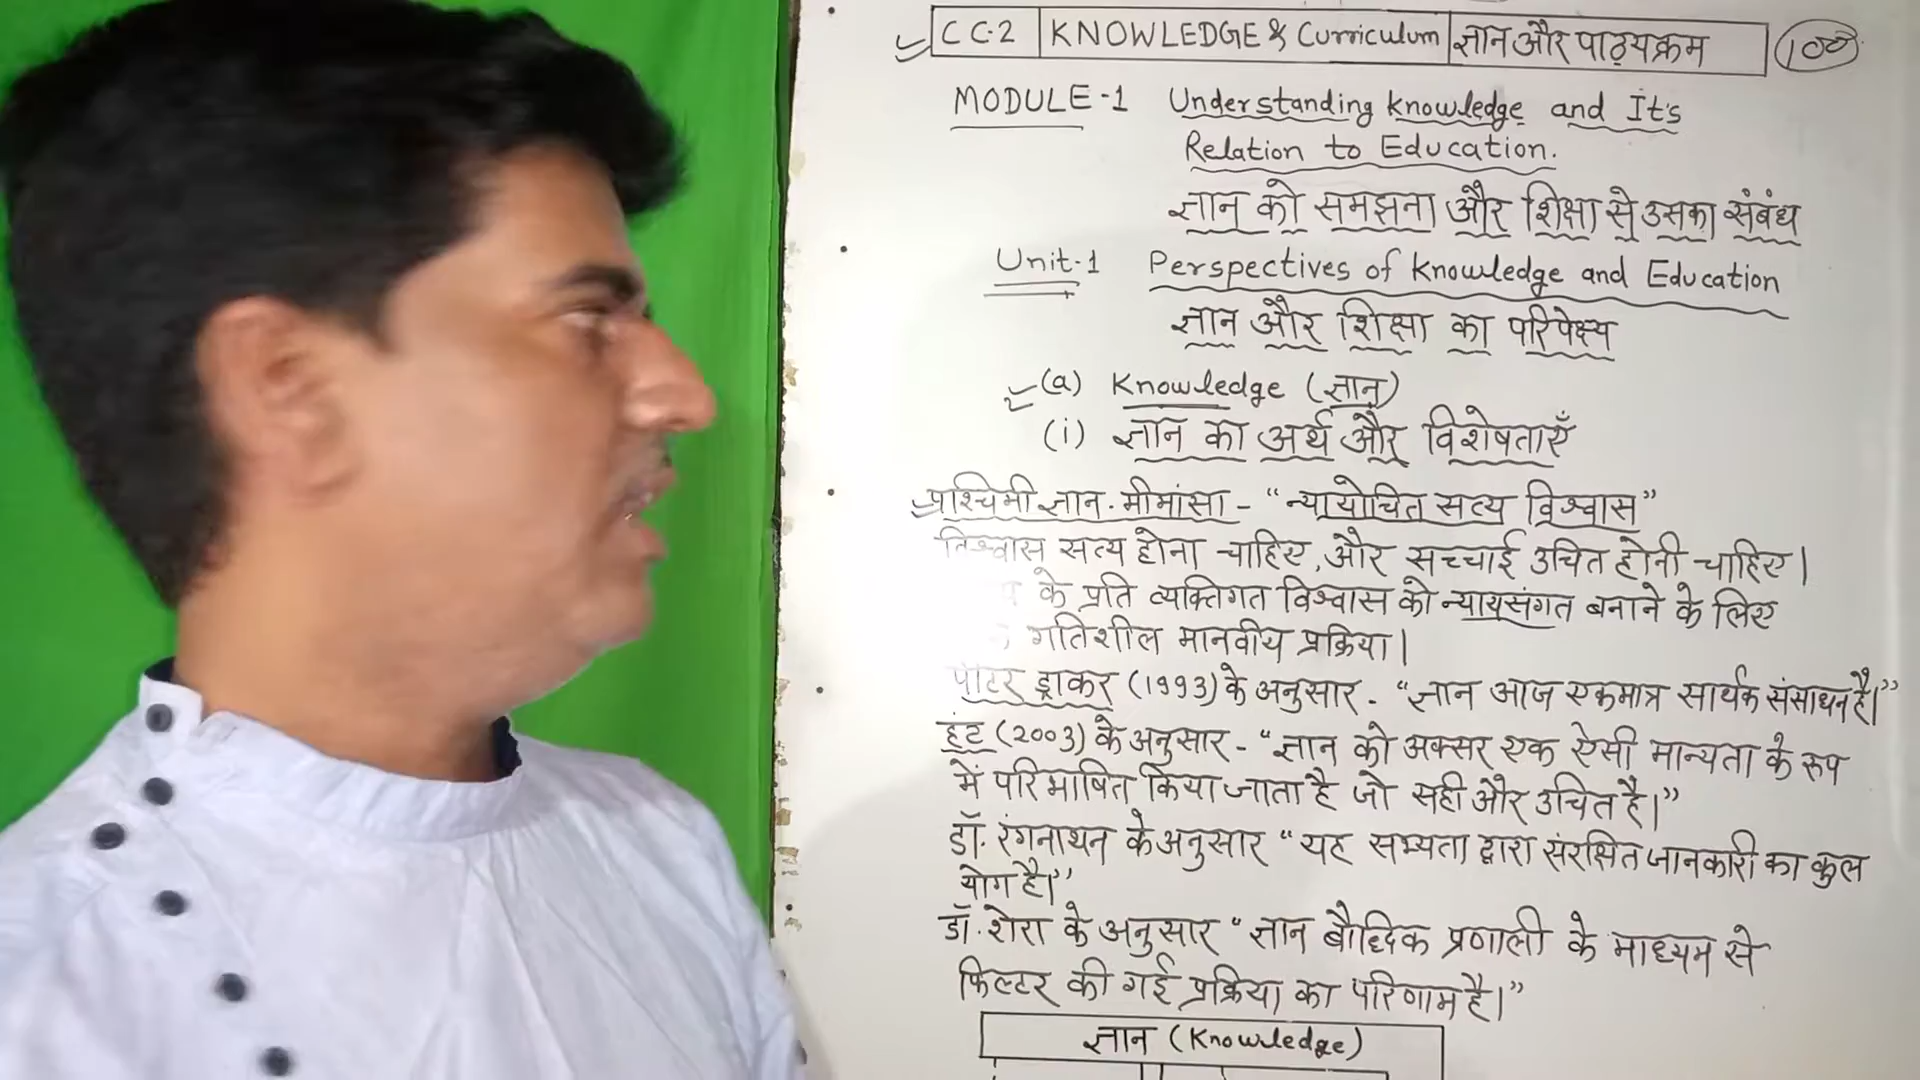 CC-2 KNOWLEDGE & Curriculum ज्ञान और पाठ्यक्रम 100
MODULE-1 Understanding knowledge and It's
Relation to Education.
ज्ञान को समझना और शिक्षा से उसका संबंध
Unit-1 Perspectives of knowledge and Education
ज्ञान और शिक्षा का परिपेक्ष्य
(a) Knowledge (ज्ञान)
(i) ज्ञान का अर्थ और विशेषताएँ
पश्चिमी ज्ञान-मीमांसा - “न्यायोचित सत्य विश्वास”
विश्वास सत्य होना चाहिए, और सच्चाई उचित होनी चाहिए।
के प्रति व्यक्तिगत विश्वास को न्यायसंगत बनाने के लिए
गतिशील मानवीय प्रक्रिया।
पीटर ड्राकर (1993) के अनुसार - “ज्ञान आज एकमात्र सार्थक संसाधन है।”
हंट (2003) के अनुसार - “ज्ञान को अक्सर एक ऐसी मान्यता के रूप
में परिभाषित किया जाता है जो सही और उचित है।”
डॉ. रंगनाथन के अनुसार “यह सभ्यता द्वारा संरक्षित जानकारी का कुल
योग है।”
डॉ. शेरा के अनुसार “ज्ञान बौद्धिक प्रणाली के माध्यम से
फिल्टर की गई प्रक्रिया का परिणाम है।”
ज्ञान (Knowledge)